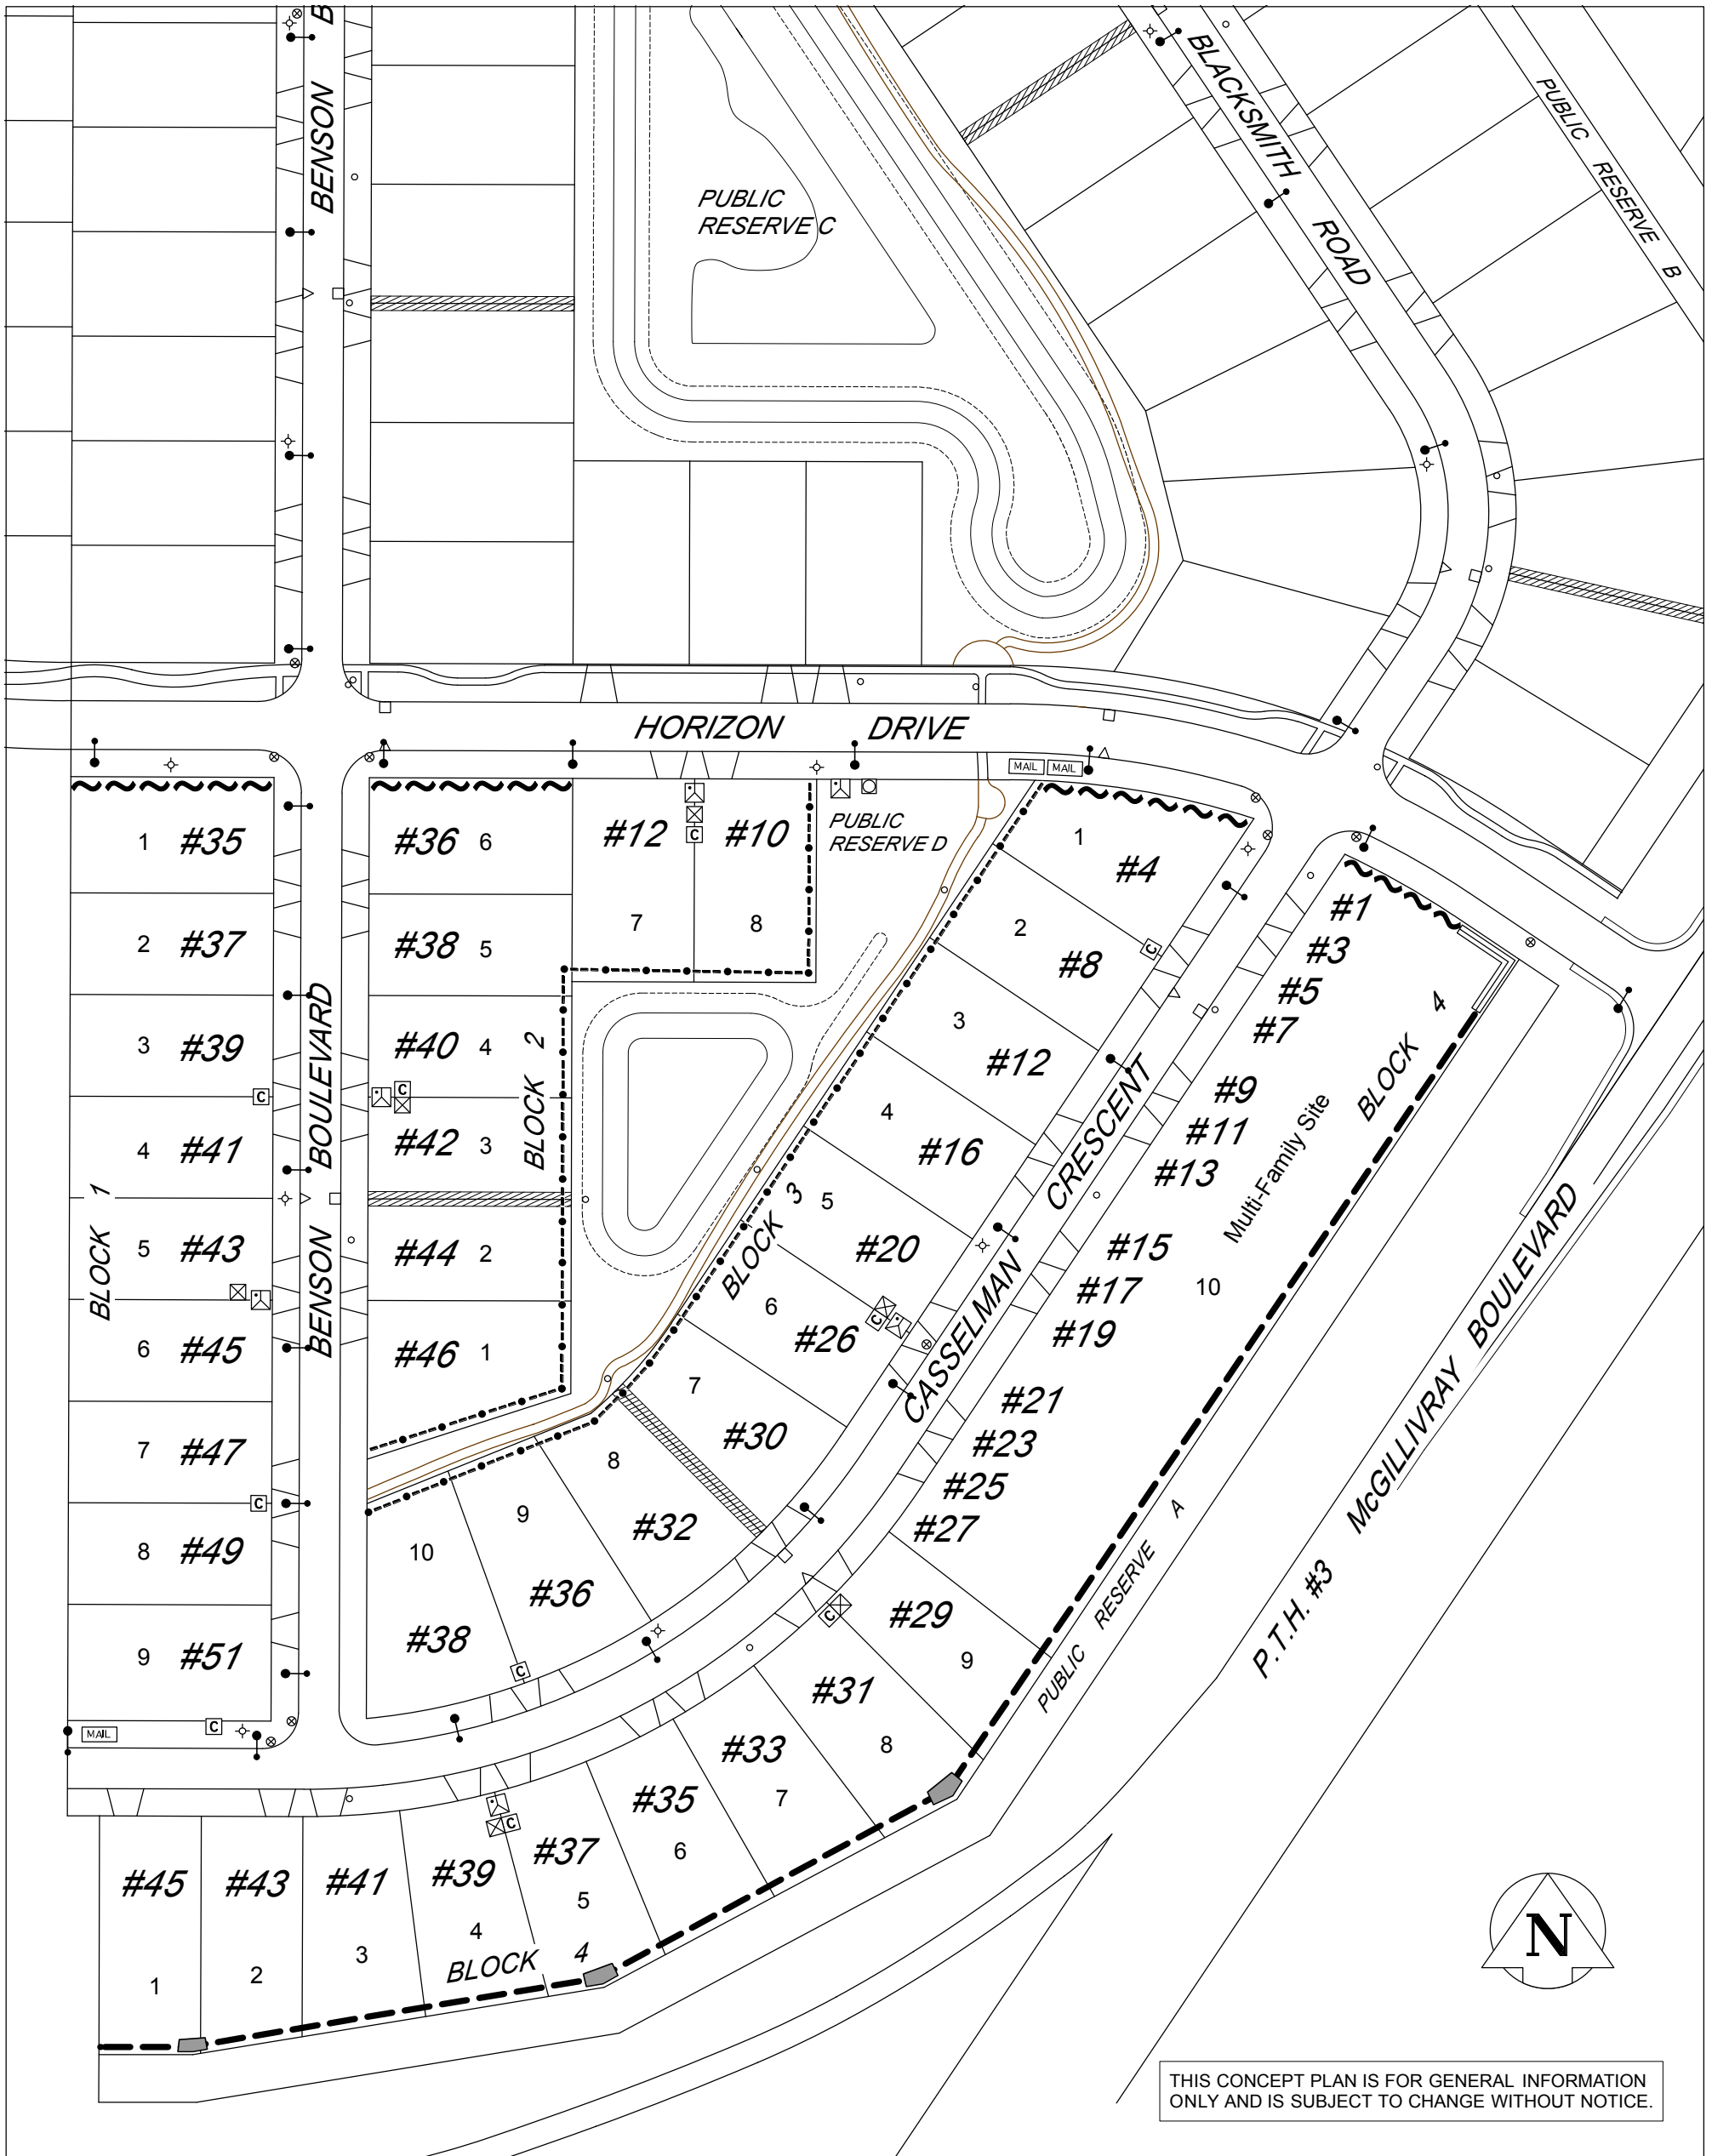 B
BENSON
BLACKSMITH
ROAD
PUBLIC RESERVE B
PUBLIC
RESERVE C
HORIZON DRIVE
MAIL MAIL
1 #35
2 #37
3 #39
C
4 #41
BLOCK 1
5 #43
6 #45
7 #47
C
8 #49
9 #51
MAIL
C
BENSON BOULEVARD
#36 6
#38 5
#40 4
C
#42 3
BLOCK 2
#44 2
#46 1
#12
7
C
#10
8
PUBLIC
RESERVE D
1
#4
2
#8
C
3
#12
4
#16
5
#20
BLOCK 3
6
#26
C
7
#30
8
#32
9
#36
10
#38
C
CASSELMAN CRESCENT
#1
#3
#5
#7
#9
#11
#13
#15
#17
#19
#21
#23
#25
#27
10
Multi-Family Site
BLOCK 4
#29
9
C
#31
8
#33
7
#35
6
#37
5
C
#39
4
#41
3
#43
2
#45
1
BLOCK 4
PUBLIC RESERVE A
P.T.H. #3 McGILLIVRAY BOULEVARD
N
THIS CONCEPT PLAN IS FOR GENERAL INFORMATION
ONLY AND IS SUBJECT TO CHANGE WITHOUT NOTICE.